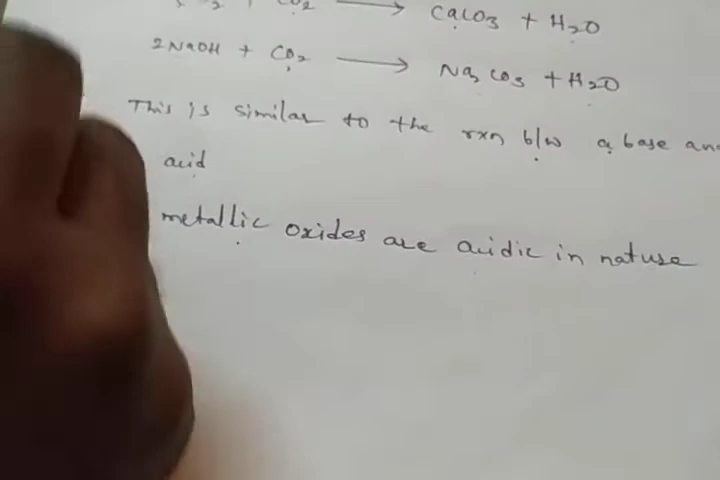 ⟶ CaCO3 + H2O
2NaOH + CO2 ⟶ Na2CO3 + H2O
This is similar to the rxn b/w a base an
acid
metallic oxides are acidic in nature